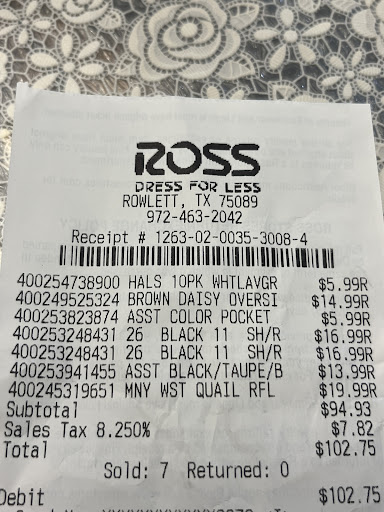 ROSS
DRESS FOR LESS
ROWLETT, TX 75089
972-463-2042
Receipt # 1263-02-0035-3008-4
400254738900 HALS 10PK WHTLAVGR $5.99R
400249525324 BROWN DAISY OVERSI $14.99R
400253823874 ASST COLOR POCKET $5.99R
400253248431 26 BLACK 11 SH/R $16.99R
400253248431 26 BLACK 11 SH/R $16.99R
400253941455 ASST BLACK/TAUPE/B $13.99R
400245319651 MNY WST QUAIL RFL $19.99R
Subtotal $94.93
Sales Tax 8.250% $7.82
Total $102.75
Sold: 7 Returned: 0
Debit $102.75